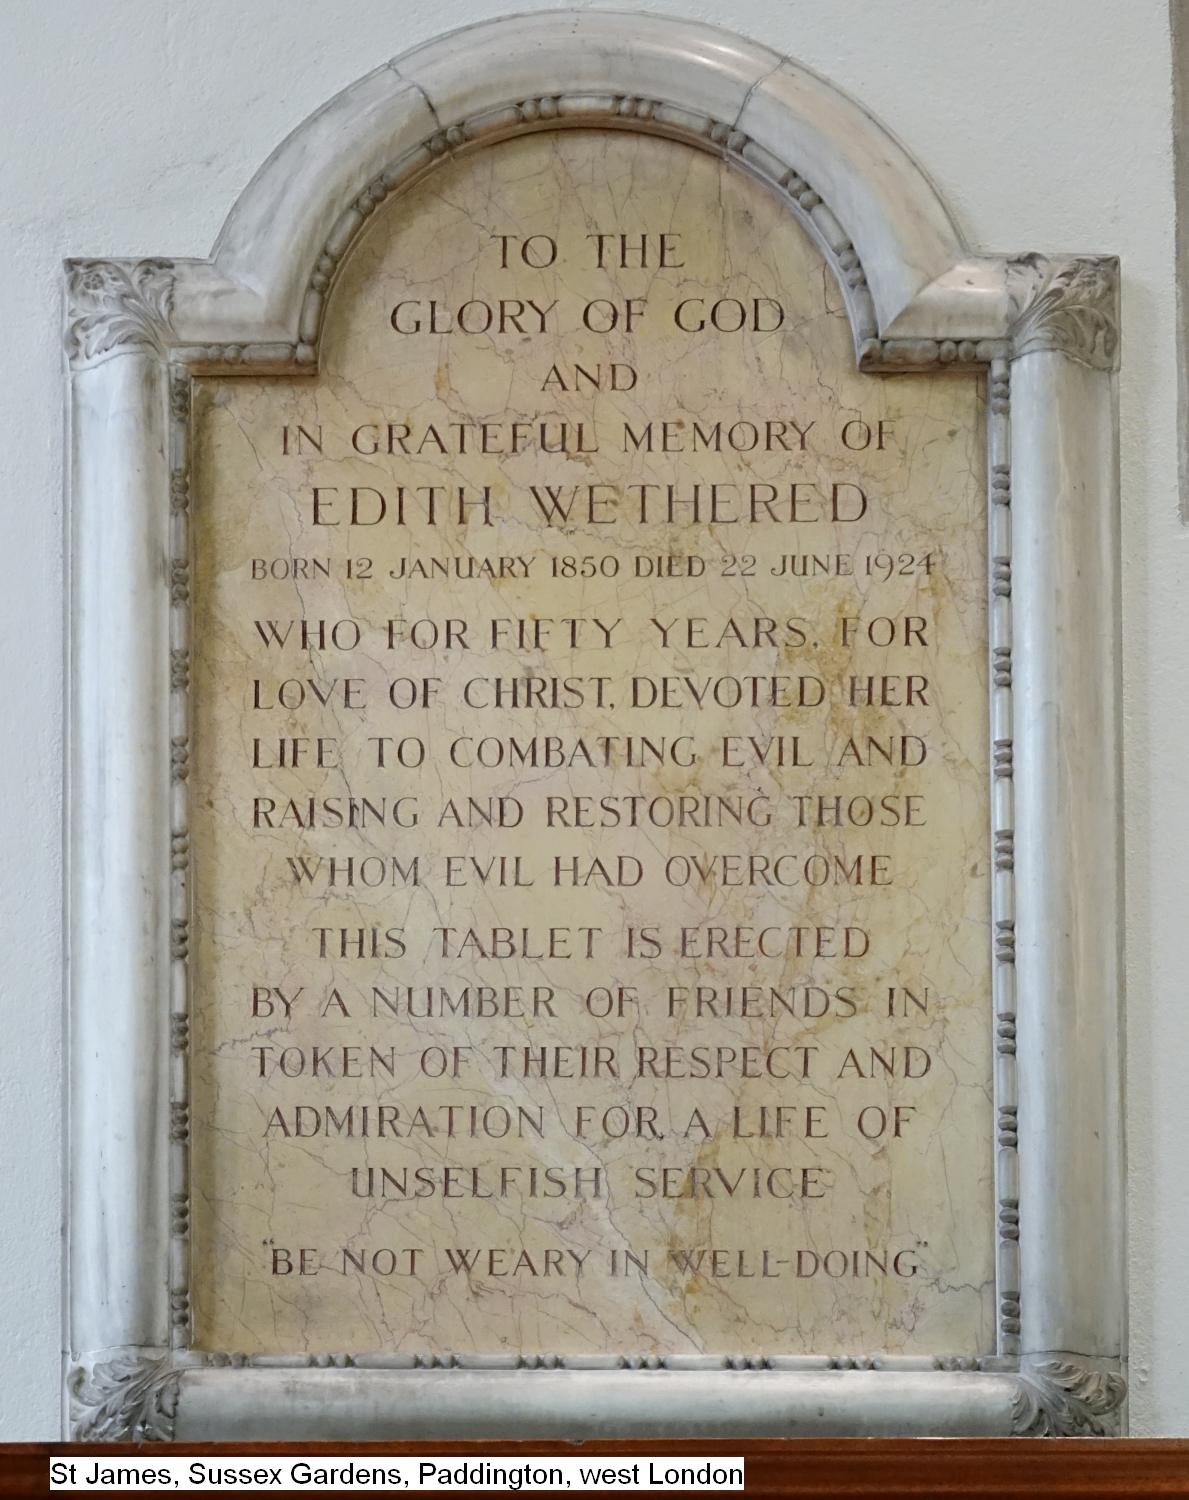 TO THE
GLORY OF GOD
AND
IN GRATEFUL MEMORY OF
EDITH WETHERED
BORN 12 JANUARY 1850 DIED 22 JUNE 1924
WHO FOR FIFTY YEARS, FOR
LOVE OF CHRIST, DEVOTED HER
LIFE TO COMBATING EVIL AND
RAISING AND RESTORING THOSE
WHOM EVIL HAD OVERCOME
THIS TABLET IS ERECTED
BY A NUMBER OF FRIENDS IN
TOKEN OF THEIR RESPECT AND
ADMIRATION FOR A LIFE OF
UNSELFISH SERVICE
"BE NOT WEARY IN WELL-DOING"
St James, Sussex Gardens, Paddington, west London